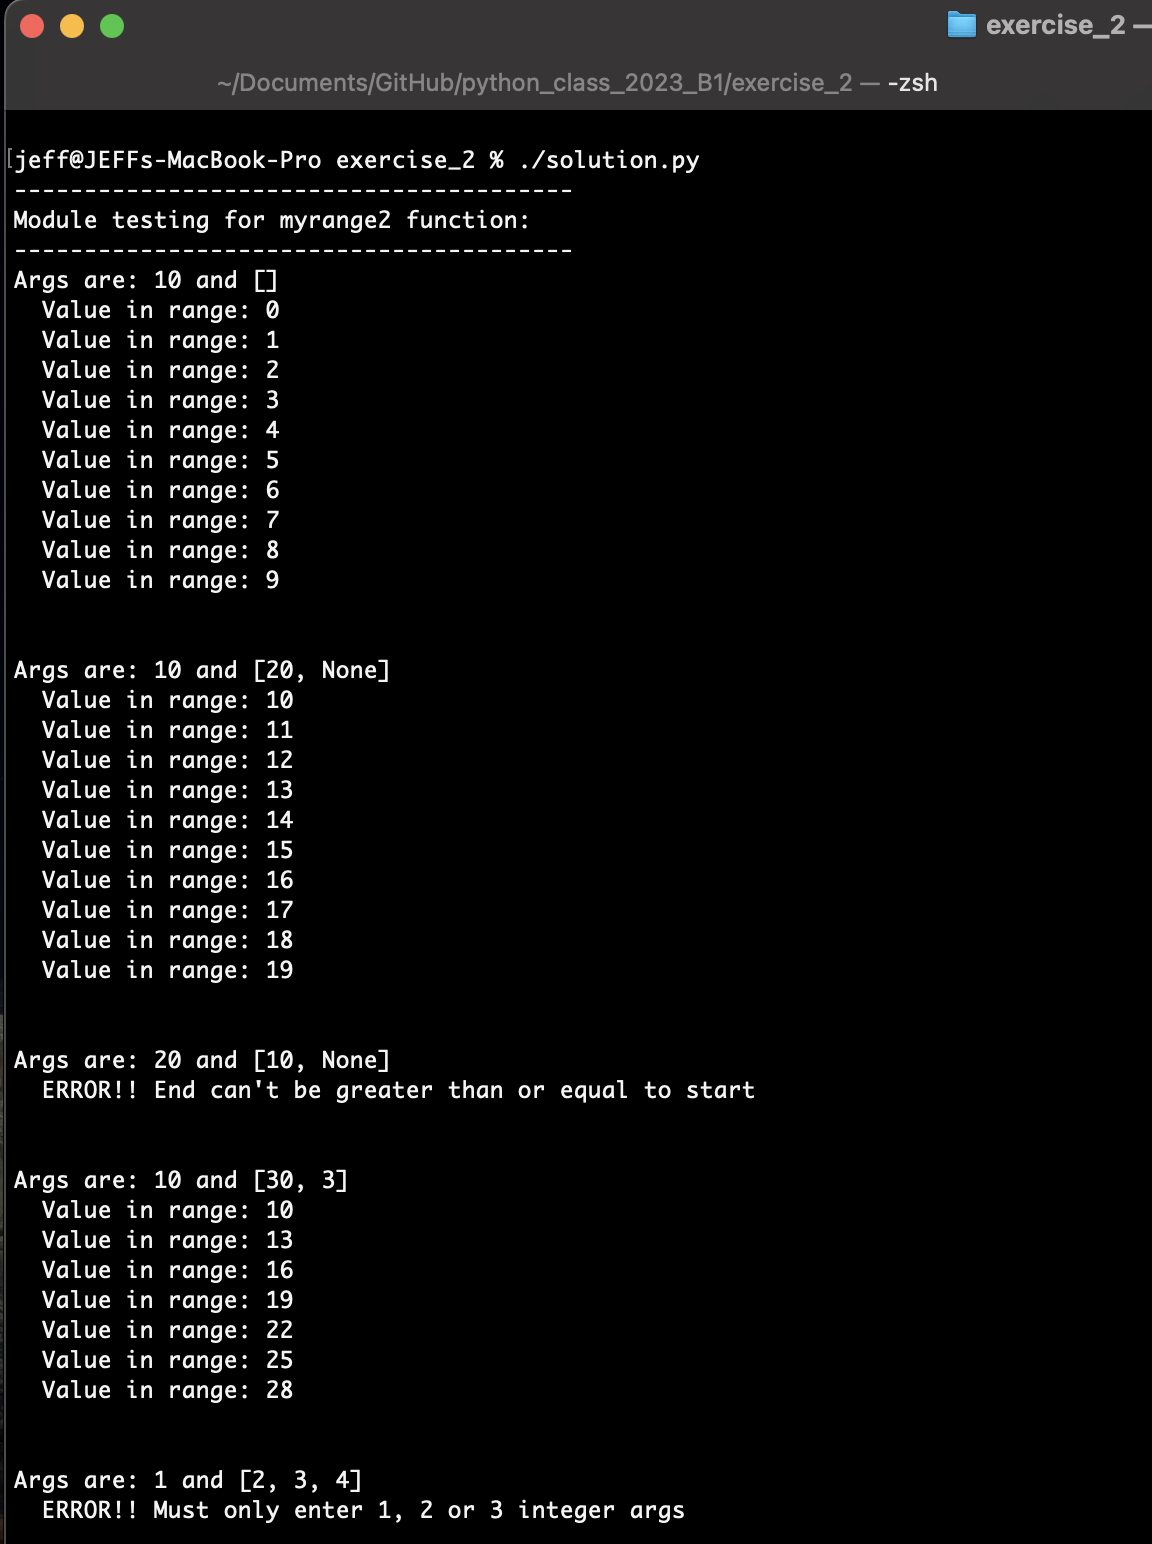 exercise_2 —
~/Documents/GitHub/python_class_2023_B1/exercise_2 — -zsh
[jeff@JEFFs-MacBook-Pro exercise_2 % ./solution.py
----------------------------------------
Module testing for myrange2 function:
----------------------------------------
Args are: 10 and []
  Value in range: 0
  Value in range: 1
  Value in range: 2
  Value in range: 3
  Value in range: 4
  Value in range: 5
  Value in range: 6
  Value in range: 7
  Value in range: 8
  Value in range: 9
Args are: 10 and [20, None]
  Value in range: 10
  Value in range: 11
  Value in range: 12
  Value in range: 13
  Value in range: 14
  Value in range: 15
  Value in range: 16
  Value in range: 17
  Value in range: 18
  Value in range: 19
Args are: 20 and [10, None]
  ERROR!! End can't be greater than or equal to start
Args are: 10 and [30, 3]
  Value in range: 10
  Value in range: 13
  Value in range: 16
  Value in range: 19
  Value in range: 22
  Value in range: 25
  Value in range: 28
Args are: 1 and [2, 3, 4]
  ERROR!! Must only enter 1, 2 or 3 integer args